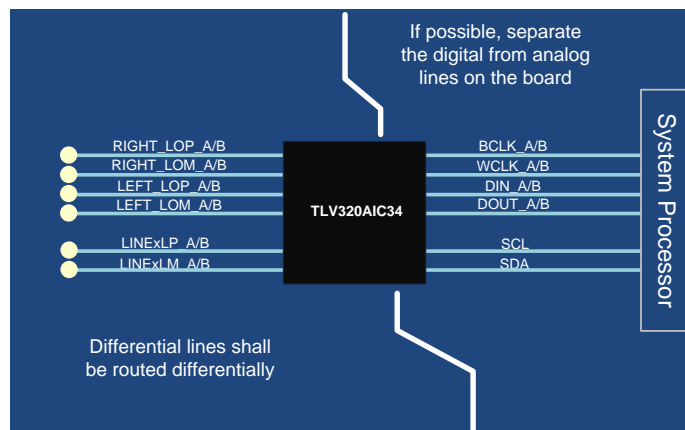 If possible, separate
the digital from analog
lines on the board
RIGHT_LOP_A/B
RIGHT_LOM_A/B
LEFT_LOP_A/B
LEFT_LOM_A/B
LINExLP_A/B
LINExLM_A/B
TLV320AIC34
BCLK_A/B
WCLK_A/B
DIN_A/B
DOUT_A/B
SCL
SDA
System Processor
Differential lines shall
be routed differentially